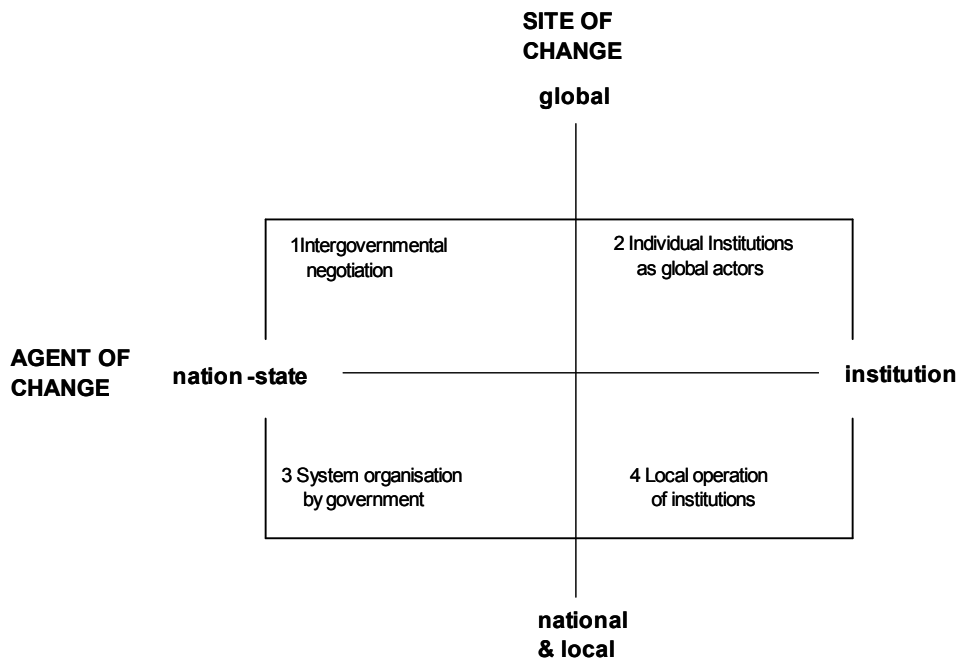 SITE OF
CHANGE
global
1Intergovernmental
negotiation
2 Individual Institutions
as global actors
AGENT OF
CHANGE
nation -state
institution
3 System organisation
by government
4 Local operation
of institutions
national
& local